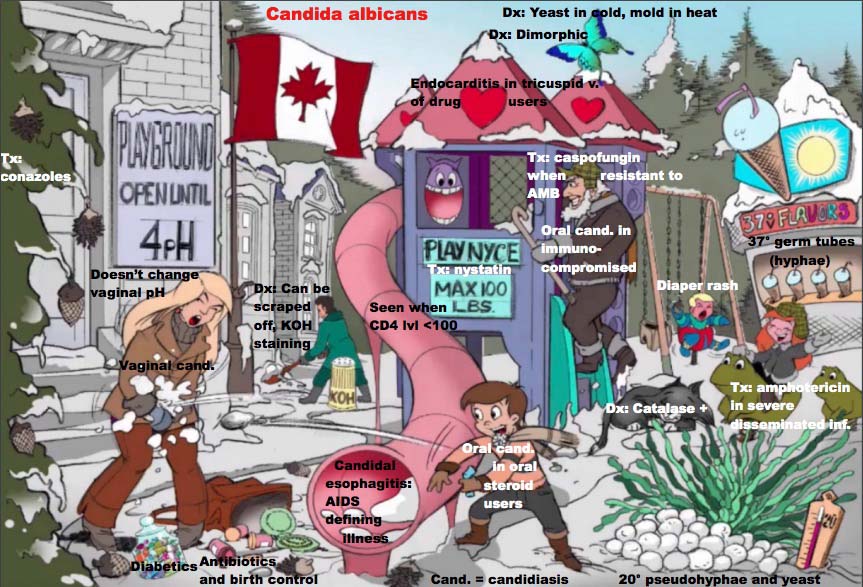 Candida albicans
Dx: Yeast in cold, mold in heat
Dx: Dimorphic
Endocarditis in tricuspid v.
of drug users
Tx:
conazoles
PLAYGROUND
OPEN UNTIL
4pH
Tx: caspofungin
when resistant to
AMB
Oral cand. in
immuno-
compromised
37° FLAVORS
37° germ tubes
(hyphae)
PLAY NYCE
Tx: nystatin
MAX 100
LBS.
Doesn't change
vaginal pH
Dx: Can be
scraped
off, KOH
staining
Seen when
CD4 lvl <100
Diaper rash
Vaginal cand.
KOH
Dx: Catalase +
Tx: amphotericin
in severe
disseminated inf.
Oral cand.
in oral
steroid
users
Candidal
esophagitis:
AIDS
defining
illness
20
Diabetics
Antibiotics
and birth control
Cand. = candidiasis
20° pseudohyphae and yeast